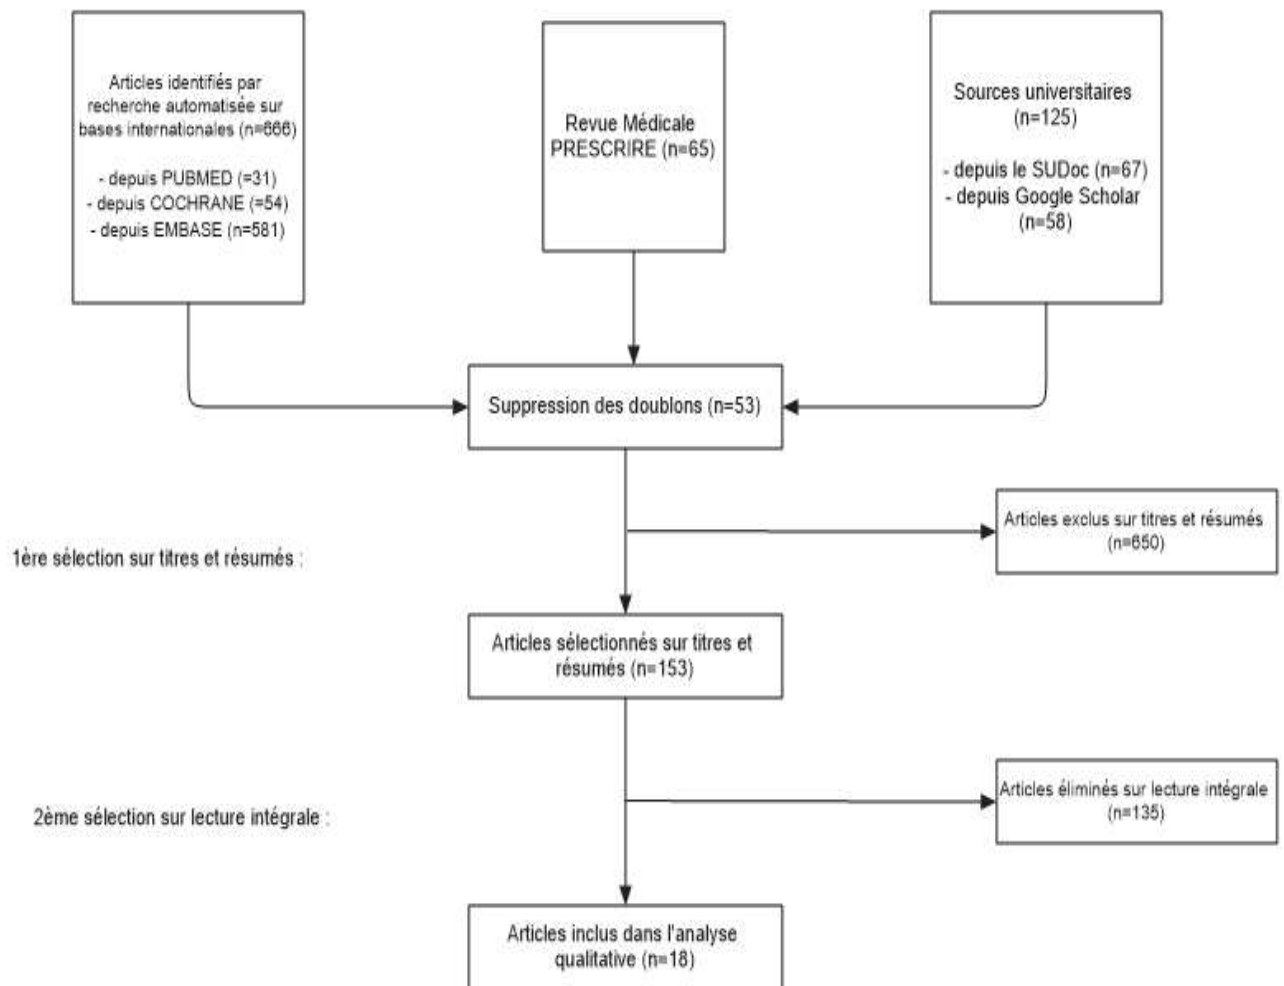 Articles identifiés par
recherche automatisée sur
bases internationales (n=666)
- depuis PUBMED (=31)
- depuis COCHRANE (=54)
- depuis EMBASE (n=581)
Revue Médicale
PRESCRIRE (n=65)
Sources universitaires
(n=125)
- depuis le SUDoc (n=67)
- depuis Google Scholar
(n=58)
Suppression des doublons (n=53)
Articles exclus sur titres et résumés
(n=650)
1ère sélection sur titres et résumés :
Articles sélectionnés sur titres et
résumés (n=153)
Articles éliminés sur lecture intégrale
(n=135)
2ème sélection sur lecture intégrale :
Articles inclus dans l'analyse
qualitative (n=18)